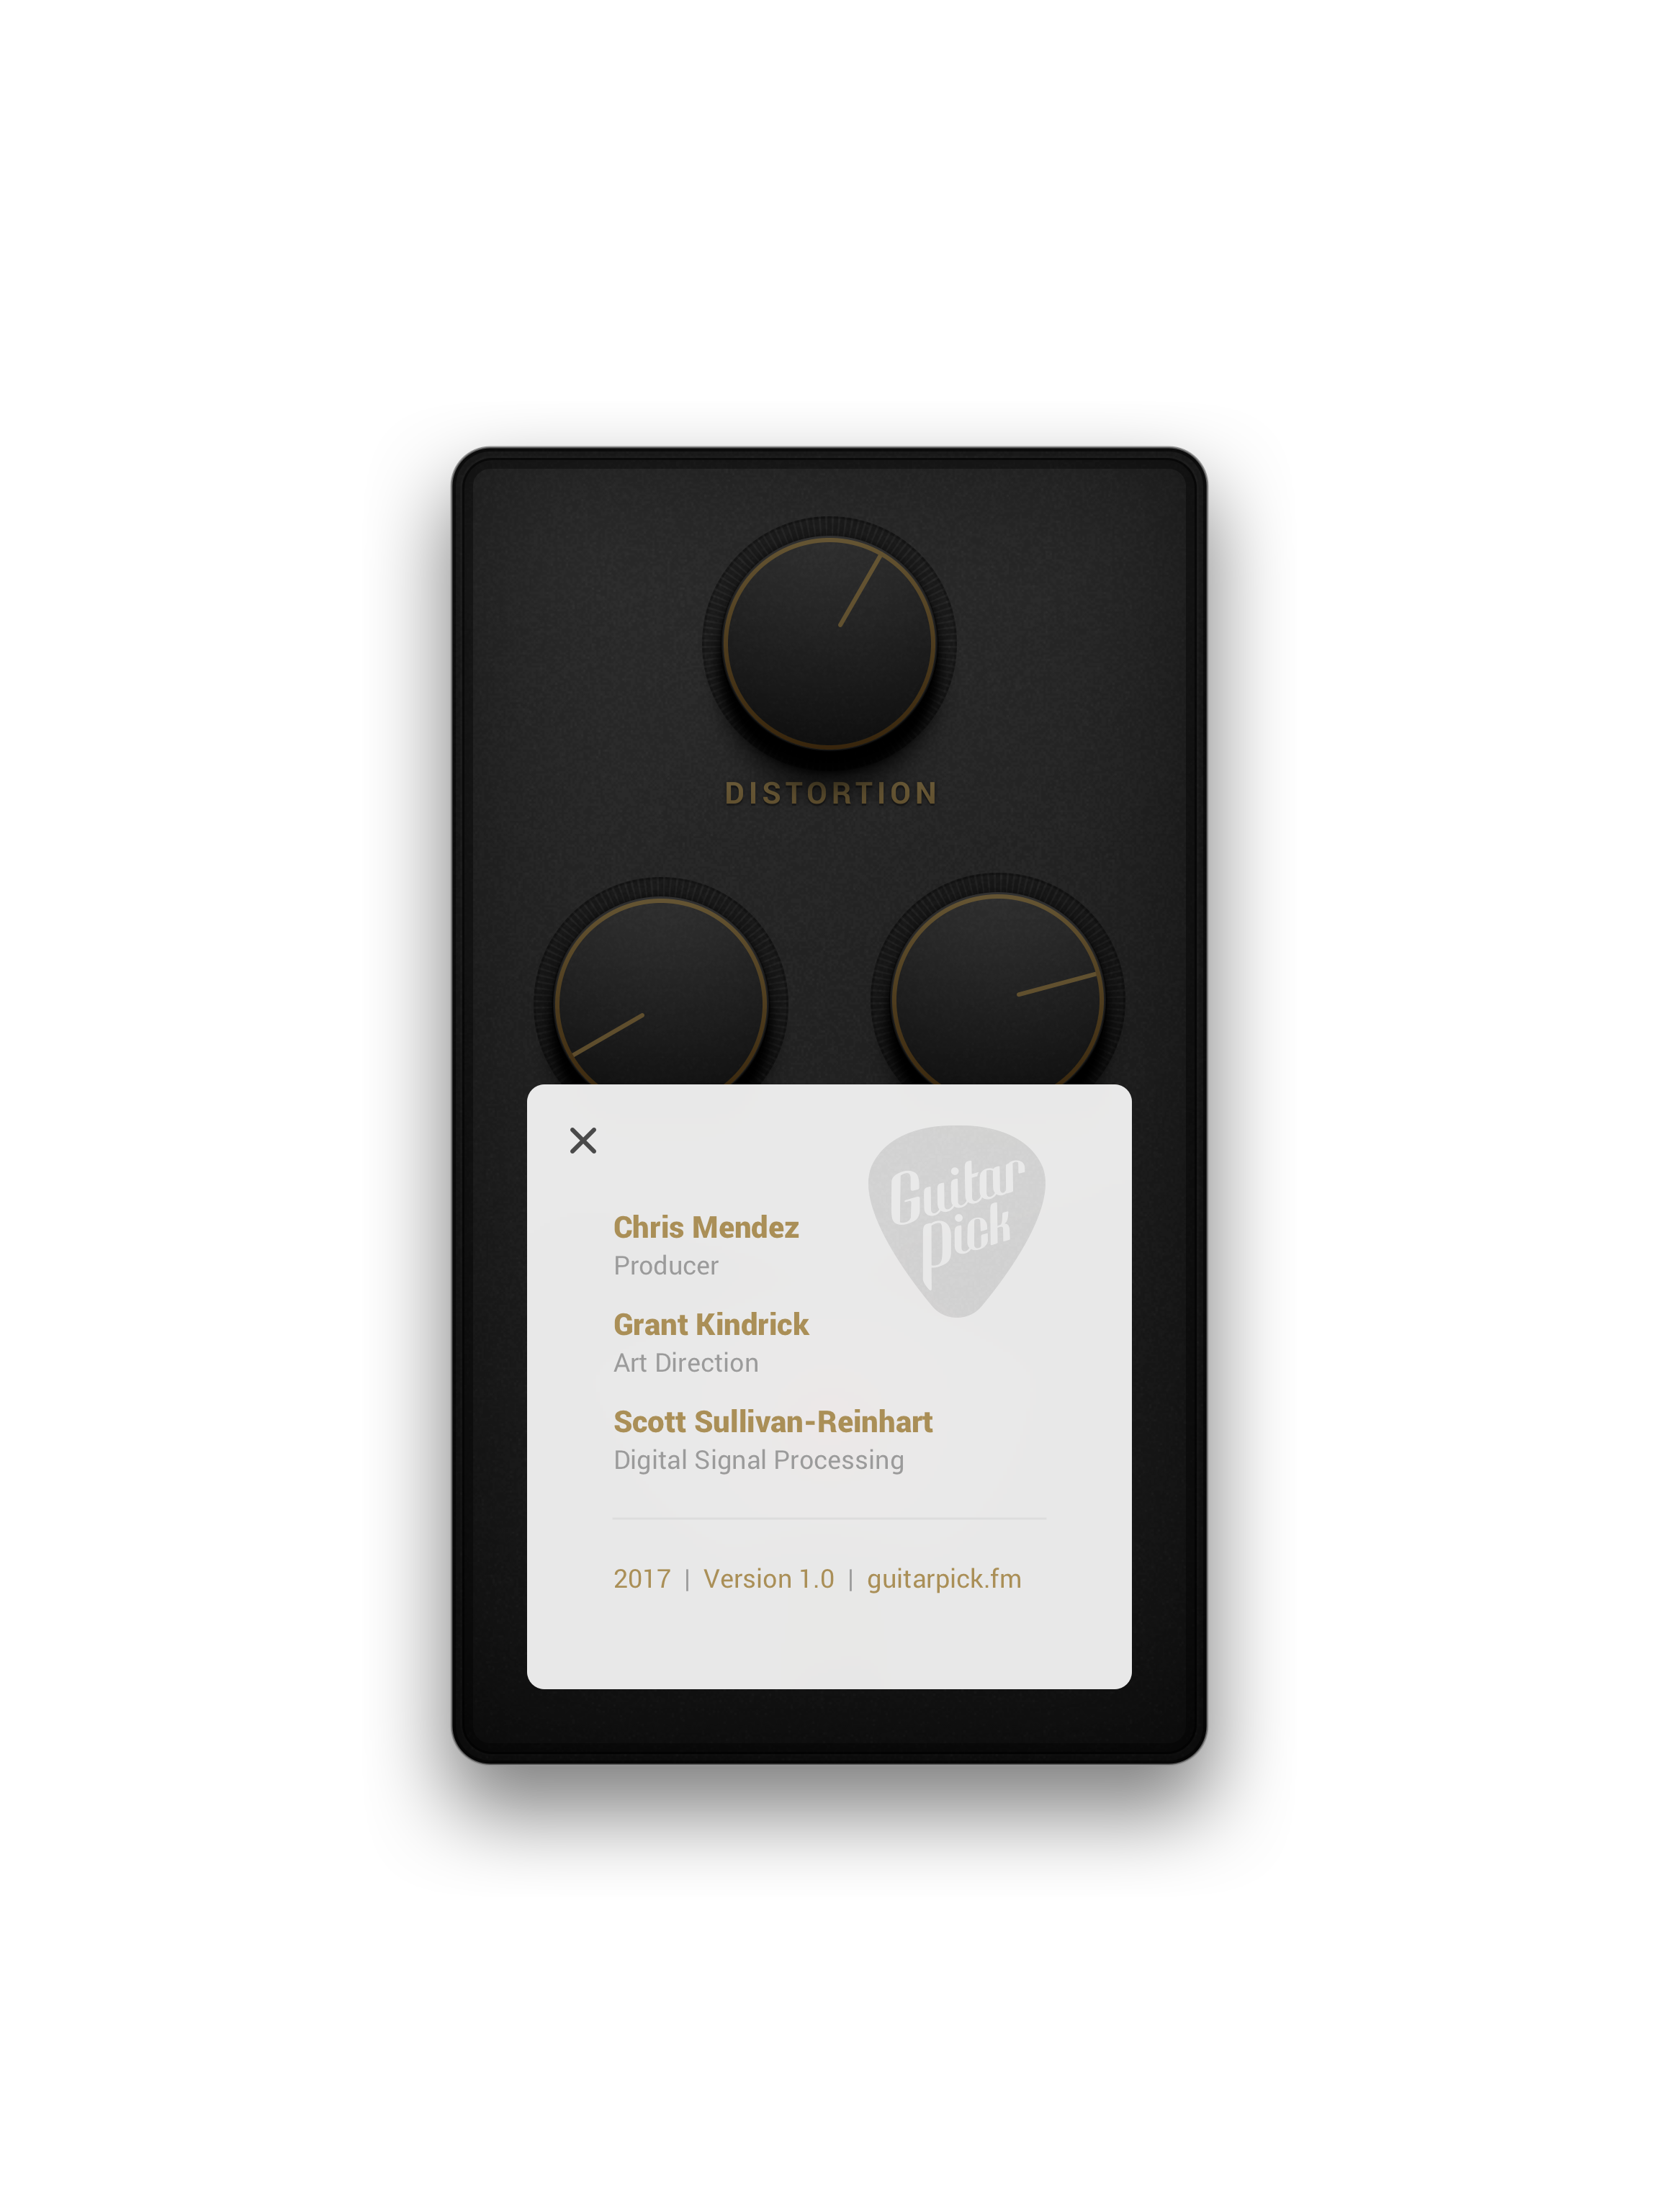 DISTORTION
Guitar
Pick
Chris Mendez
Producer
Grant Kindrick
Art Direction
Scott Sullivan-Reinhart
Digital Signal Processing
2017 | Version 1.0 | guitarpick.fm